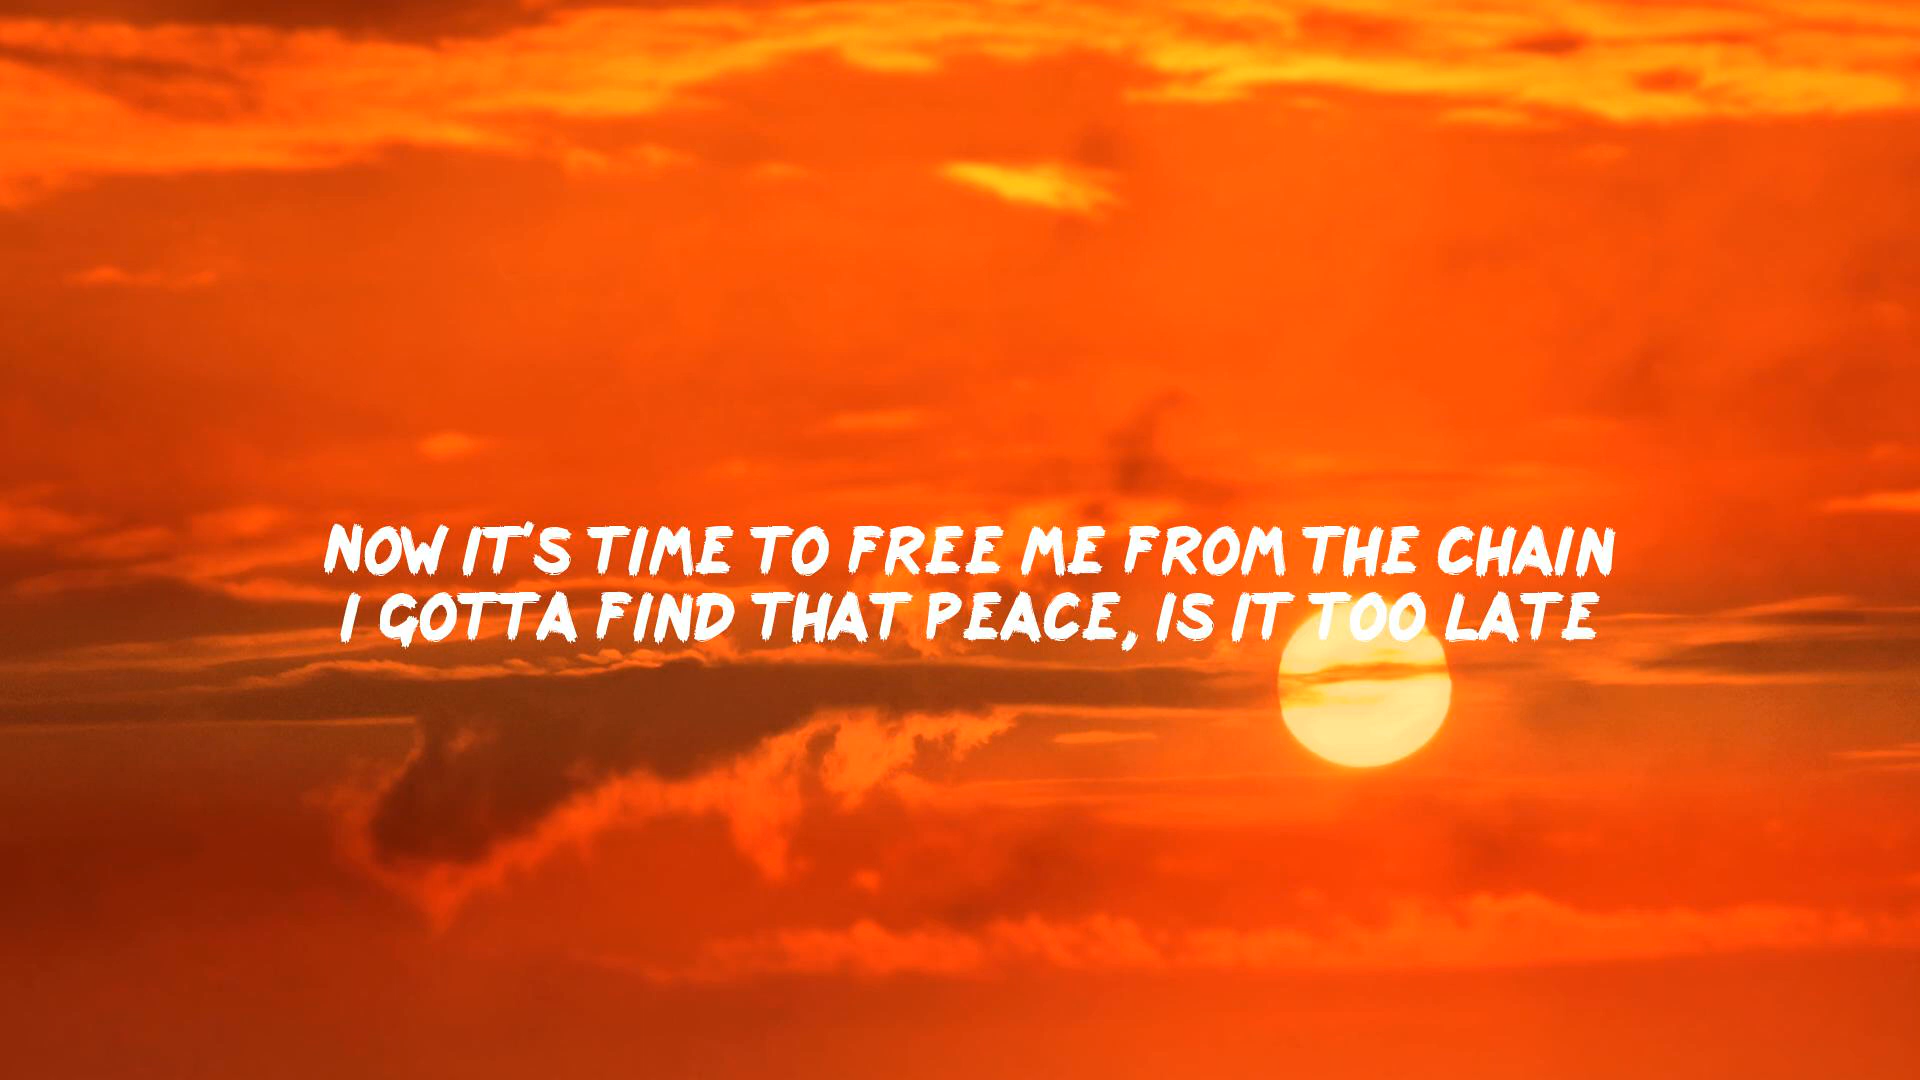 NOW IT'S TIME TO FREE ME FROM THE CHAIN
I GOTTA FIND THAT PEACE, IS IT TOO LATE